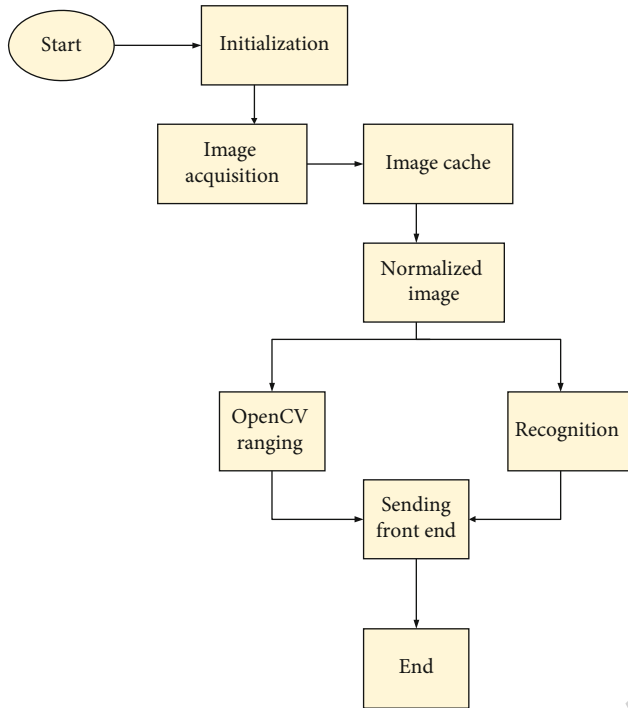 Start
Initialization
Image
acquisition
Image cache
Normalized
image
OpenCV
ranging
Recognition
Sending
front end
End